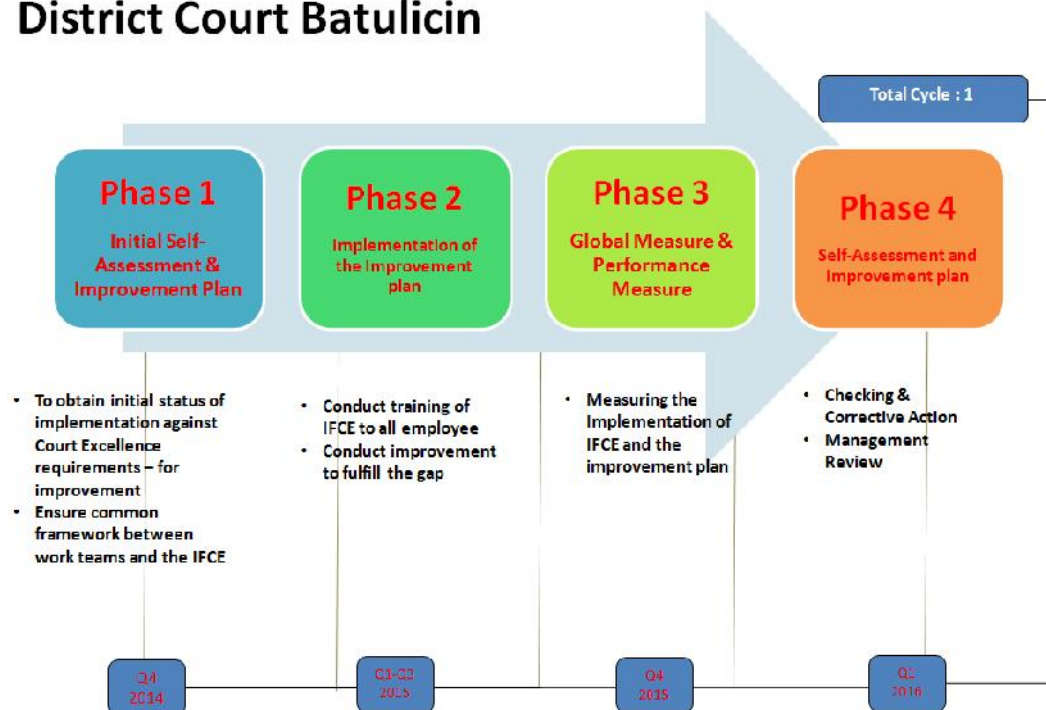 District Court Batulicin
Total Cycle : 1
Phase 1
Initial Self-
Assessment &
Improvement Plan
Phase 2
Implementation of
the Improvement
plan
Phase 3
Global Measure &
Performance
Measure
Phase 4
Self-Assessment and
Improvement plan
• To obtain initial status of
implementation against
Court Excellence
requirements – for
improvement
• Ensure common
framework between
work teams and the IFCE
• Conduct training of
IFCE to all employee
• Conduct improvement
to fulfill the gap
• Measuring the
Implementation of
IFCE and the
improvement plan
• Checking &
Corrective Action
• Management
Review
Q4
2014
2015
Q4
2015
Q1
2016